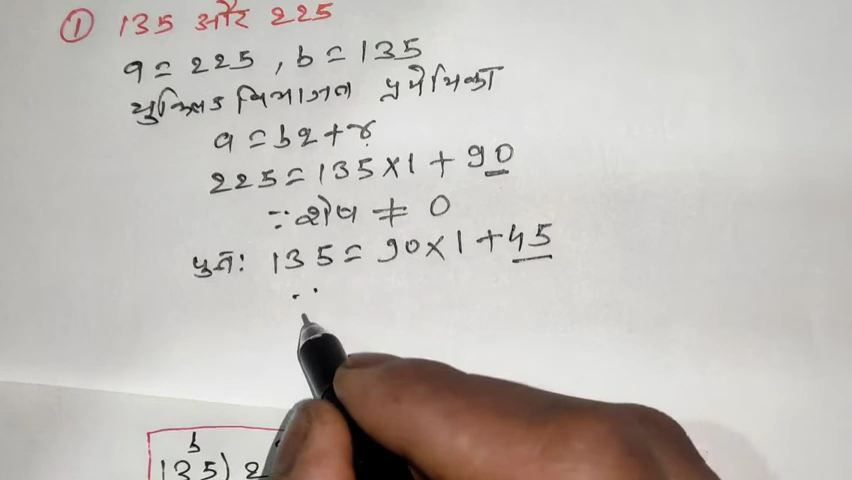 ① 135 और 225
a = 225, b = 135
युक्लिड विभाजन प्रमेयिका
a = bq + r
225 = 135 × 1 + 90
∵ शेष ≠ 0
पुनः 135 = 90 × 1 + 45
∵
b
135) 2